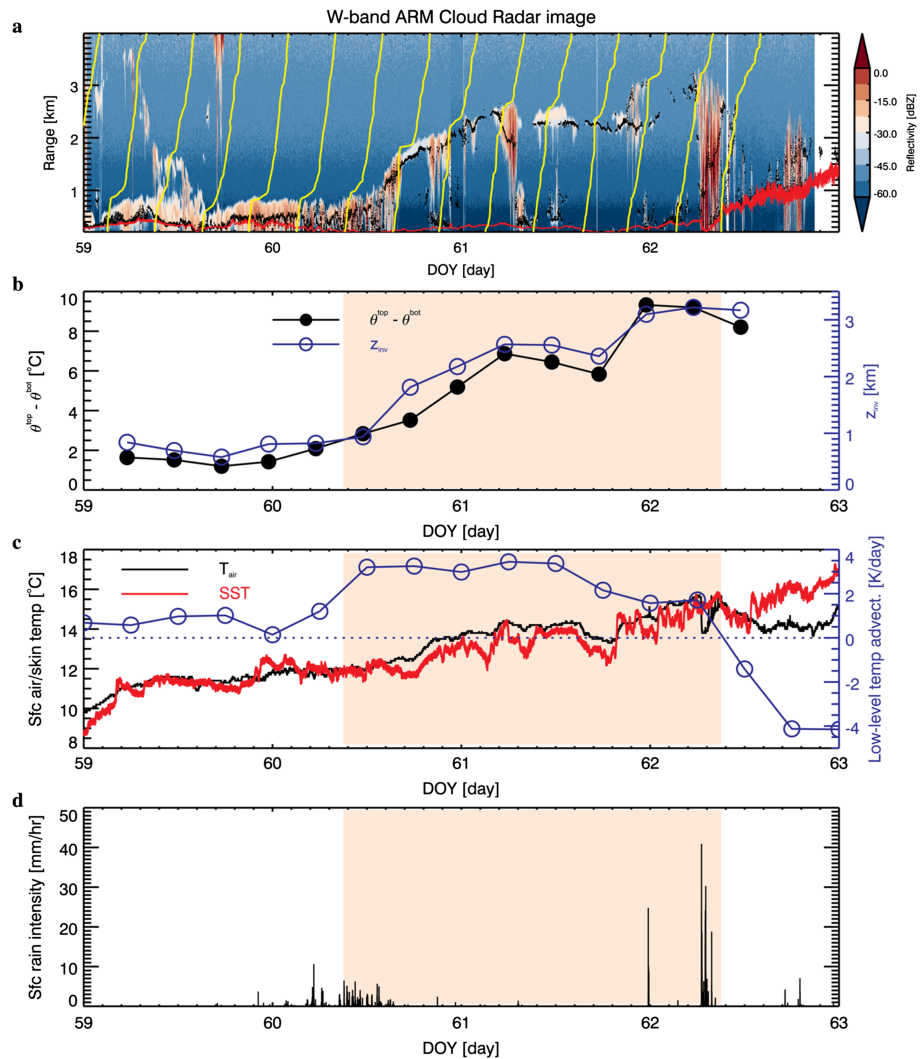 a
W-band ARM Cloud Radar image
3
2
1
Range [km]
59 60 61 62 63
DOY [day]
0.0
-15.0
-30.0
-45.0
-60.0
Reflectivity [dBZ]
b
10
8
6
4
2
0
θtop - θbot [°C]
θtop - θbot
zinv
3
2
1
0
zinv [km]
59 60 61 62 63
DOY [day]
c
18
16
14
12
10
8
Sfc air/skin temp [°C]
Tair
SST
4
2
0
-2
-4
Low-level temp advect. [K/day]
59 60 61 62 63
DOY [day]
d
50
40
30
20
10
0
Sfc rain intensity [mm/hr]
59 60 61 62 63
DOY [day]